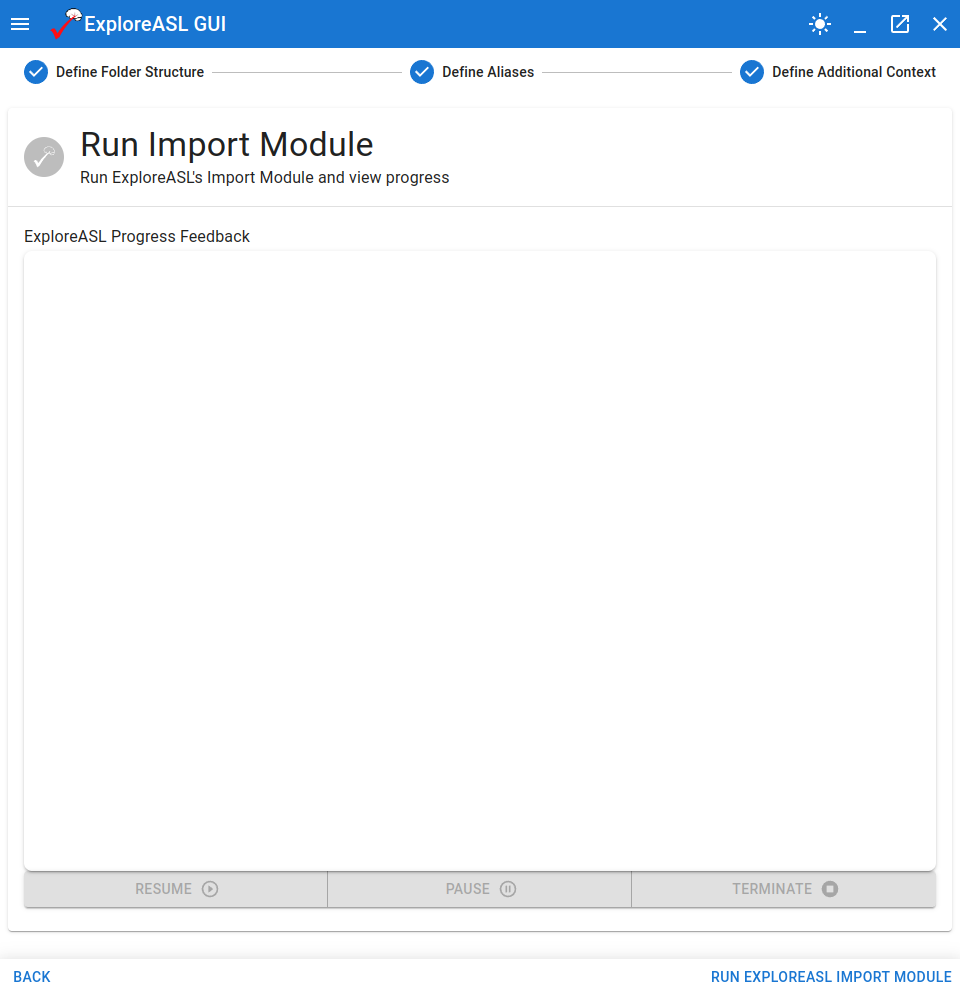 ExploreASL GUI
Define Folder Structure
Define Aliases
Define Additional Context
Run Import Module
Run ExploreASL's Import Module and view progress
ExploreASL Progress Feedback
RESUME
PAUSE
TERMINATE
BACK
RUN EXPLOREASL IMPORT MODULE